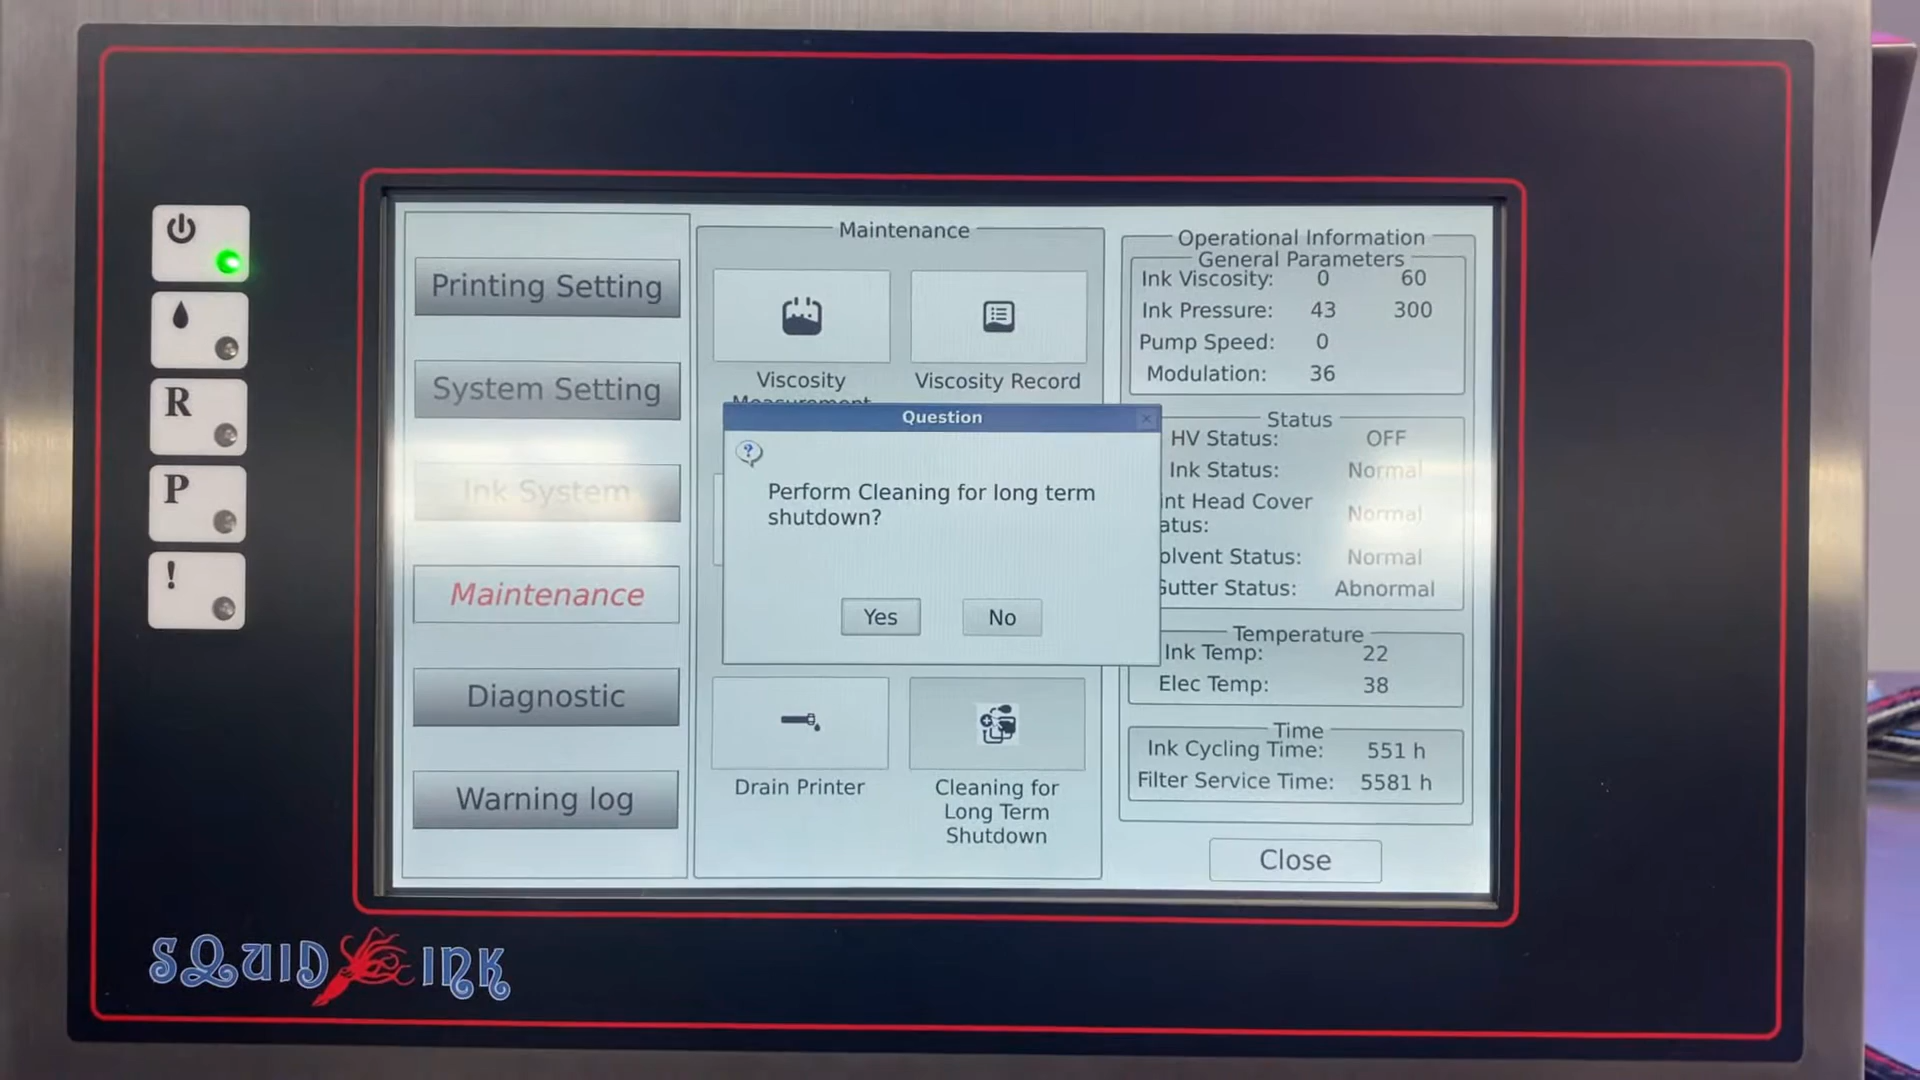 R
P
!
Printing Setting
System Setting
Ink System
Maintenance
Diagnostic
Warning log
Maintenance
Viscosity
Measurement
Viscosity Record
Question
?
Perform Cleaning for long term
shutdown?
Yes
No
Drain Printer
Cleaning for
Long Term
Shutdown
Operational Information
General Parameters
Ink Viscosity: 0 60
Ink Pressure: 43 300
Pump Speed: 0
Modulation: 36
Status
HV Status: OFF
Ink Status: Normal
int Head Cover
atus: Normal
olvent Status: Normal
Gutter Status: Abnormal
Temperature
Ink Temp: 22
Elec Temp: 38
Time
Ink Cycling Time: 551 h
Filter Service Time: 5581 h
Close
SQUID INK